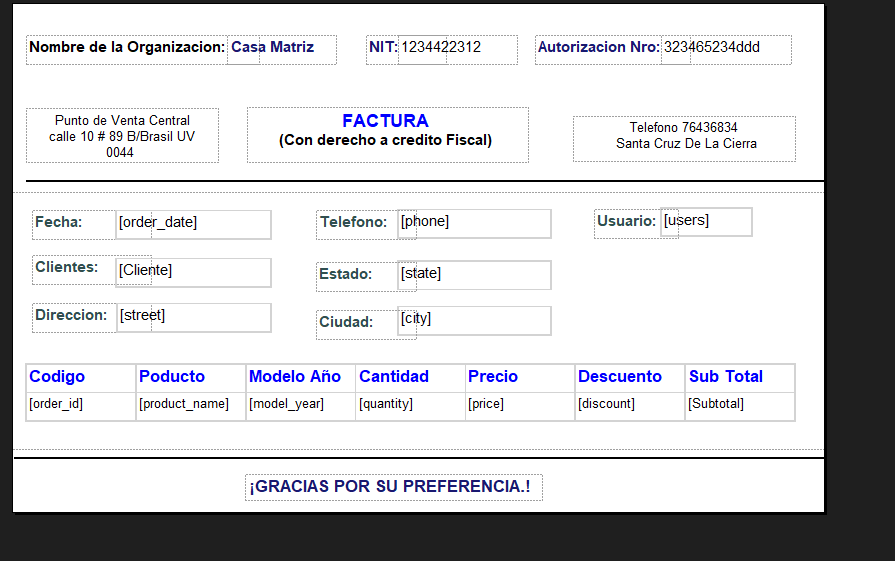 Nombre de la Organizacion: Casa Matriz NIT: 1234422312 Autorizacion Nro: 323465234ddd
Punto de Venta Central
calle 10 # 89 B/Brasil UV
0044
FACTURA
(Con derecho a credito Fiscal)
Telefono 76436834
Santa Cruz De La Cierra
Fecha: [order_date] Telefono: [phone] Usuario: [users]
Clientes: [Cliente] Estado: [state]
Direccion: [street] Ciudad: [city]
Codigo Poducto Modelo Año Cantidad Precio Descuento Sub Total
[order_id] [product_name] [model_year] [quantity] [price] [discount] [Subtotal]
¡GRACIAS POR SU PREFERENCIA.!